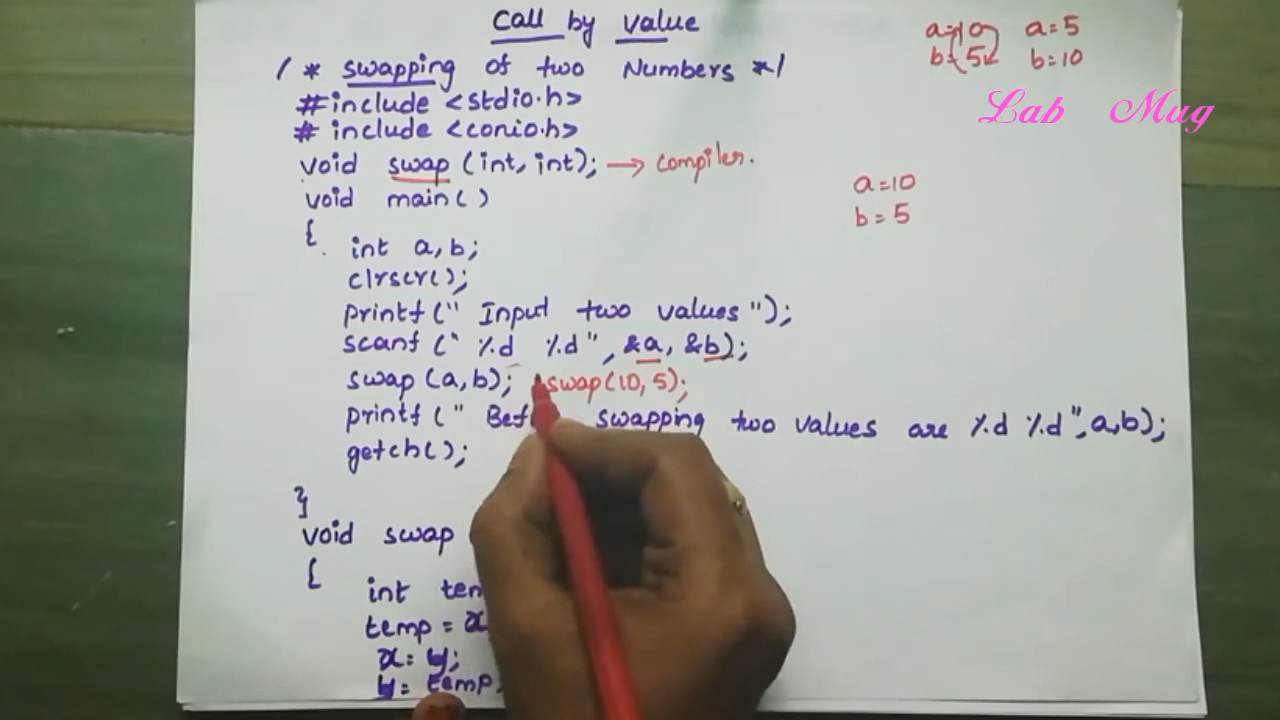 Call by value
a=10 a=5
b=5 b=10
/* swapping of two Numbers */
Lab Mug
#include <stdio.h>
# include <conio.h>
void swap (int, int); → compiler.
a=10
b=5
void main()
{
int a, b;
clrscr();
printf (" Input two values ");
scanf (" %d %d", &a, &b);
swap (a, b); swap(10, 5);
printf (" swapping two values are %d %d", a, b);
getch();
}
void swap
{
int
temp = x
x = y;
y = temp;